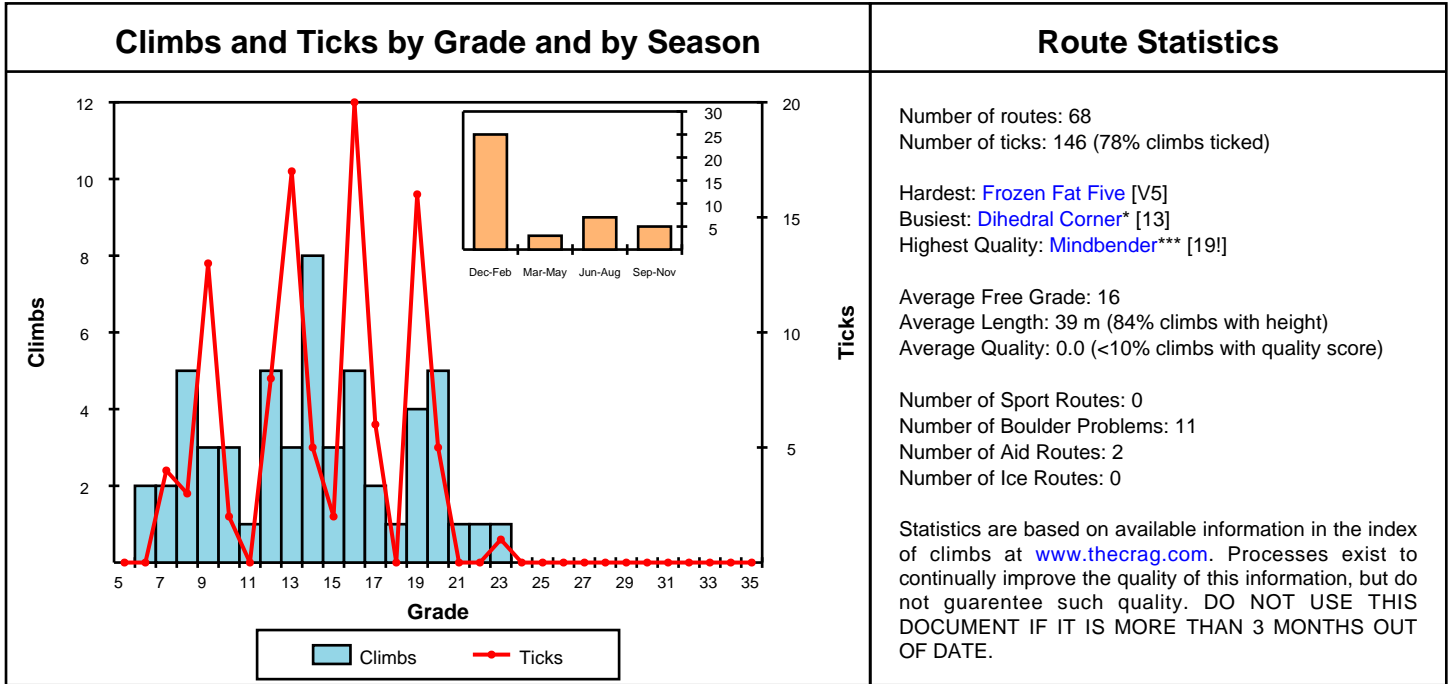 Climbs and Ticks by Grade and by Season
12
10
8
6
4
2
Climbs
20
15
10
5
Ticks
30
25
20
15
10
5
Dec-Feb Mar-May Jun-Aug Sep-Nov
5 7 9 11 13 15 17 19 21 23 25 27 29 31 33 35
Grade
Climbs Ticks
Route Statistics
Number of routes: 68
Number of ticks: 146 (78% climbs ticked)
Hardest: Frozen Fat Five [V5]
Busiest: Dihedral Corner* [13]
Highest Quality: Mindbender*** [19!]
Average Free Grade: 16
Average Length: 39 m (84% climbs with height)
Average Quality: 0.0 (<10% climbs with quality score)
Number of Sport Routes: 0
Number of Boulder Problems: 11
Number of Aid Routes: 2
Number of Ice Routes: 0
Statistics are based on available information in the index
of climbs at www.thecrag.com. Processes exist to
continually improve the quality of this information, but do
not guarentee such quality. DO NOT USE THIS
DOCUMENT IF IT IS MORE THAN 3 MONTHS OUT
OF DATE.